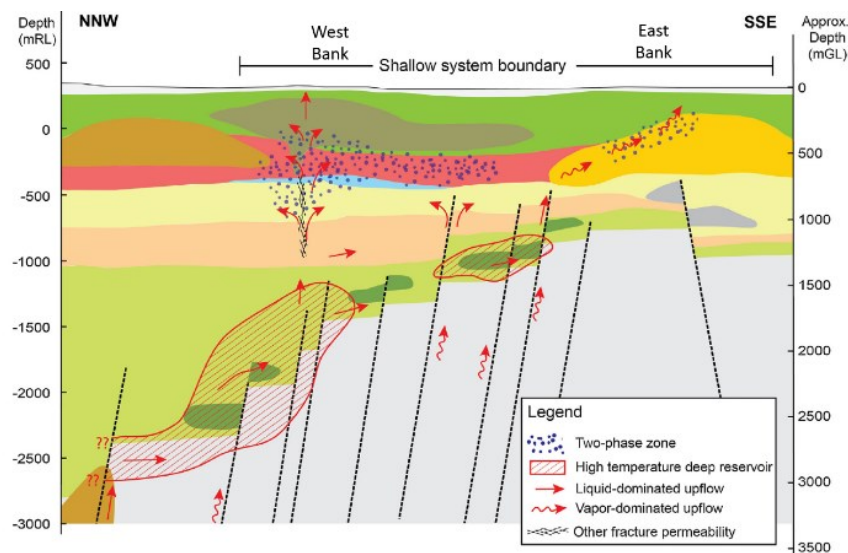 Depth
(mRL)
NNW
West
Bank
East
Bank
SSE
Approx.
Depth
(mGL)
Shallow system boundary
500
0
-500
-1000
-1500
-2000
-2500
-3000
0
500
1000
1500
2000
2500
3000
3500
??
??
Legend
Two-phase zone
High temperature deep reservoir
Liquid-dominated upflow
Vapor-dominated upflow
Other fracture permeability